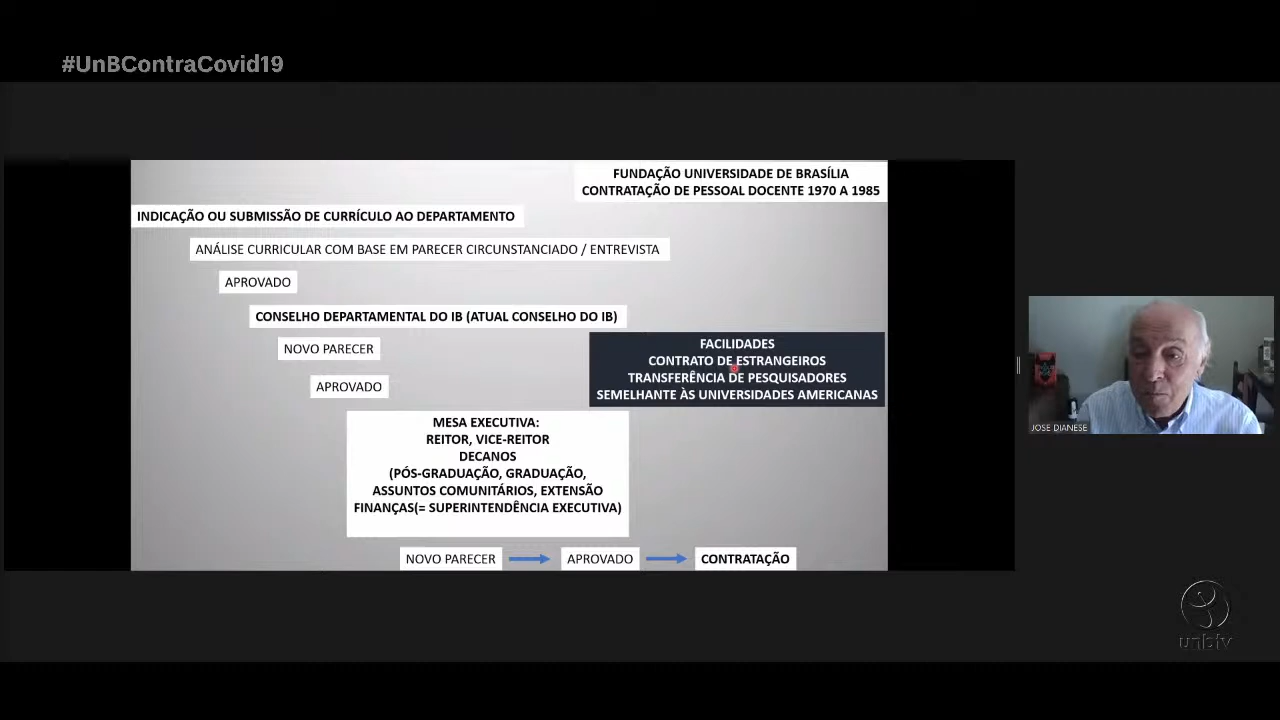 #UnBContraCovid19
FUNDAÇÃO UNIVERSIDADE DE BRASÍLIA
CONTRATAÇÃO DE PESSOAL DOCENTE 1970 A 1985
INDICAÇÃO OU SUBMISSÃO DE CURRÍCULO AO DEPARTAMENTO
ANÁLISE CURRICULAR COM BASE EM PARECER CIRCUNSTANCIADO / ENTREVISTA
APROVADO
CONSELHO DEPARTAMENTAL DO IB (ATUAL CONSELHO DO IB)
NOVO PARECER
APROVADO
FACILIDADES
CONTRATO DE ESTRANGEIROS
TRANSFERÊNCIA DE PESQUISADORES
SEMELHANTE ÀS UNIVERSIDADES AMERICANAS
MESA EXECUTIVA:
REITOR, VICE-REITOR
DECANOS
(PÓS-GRADUAÇÃO, GRADUAÇÃO,
ASSUNTOS COMUNITÁRIOS, EXTENSÃO
FINANÇAS(= SUPERINTENDÊNCIA EXECUTIVA)
NOVO PARECER
APROVADO
CONTRATAÇÃO
JOSE DIANESE
unbtv